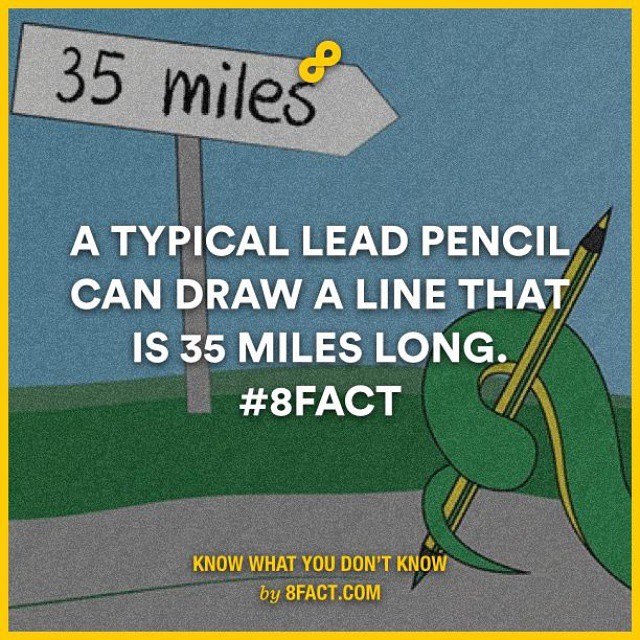 35 miles
A TYPICAL LEAD PENCIL
CAN DRAW A LINE THAT
IS 35 MILES LONG.
#8FACT
KNOW WHAT YOU DON'T KNOW
by 8FACT.COM